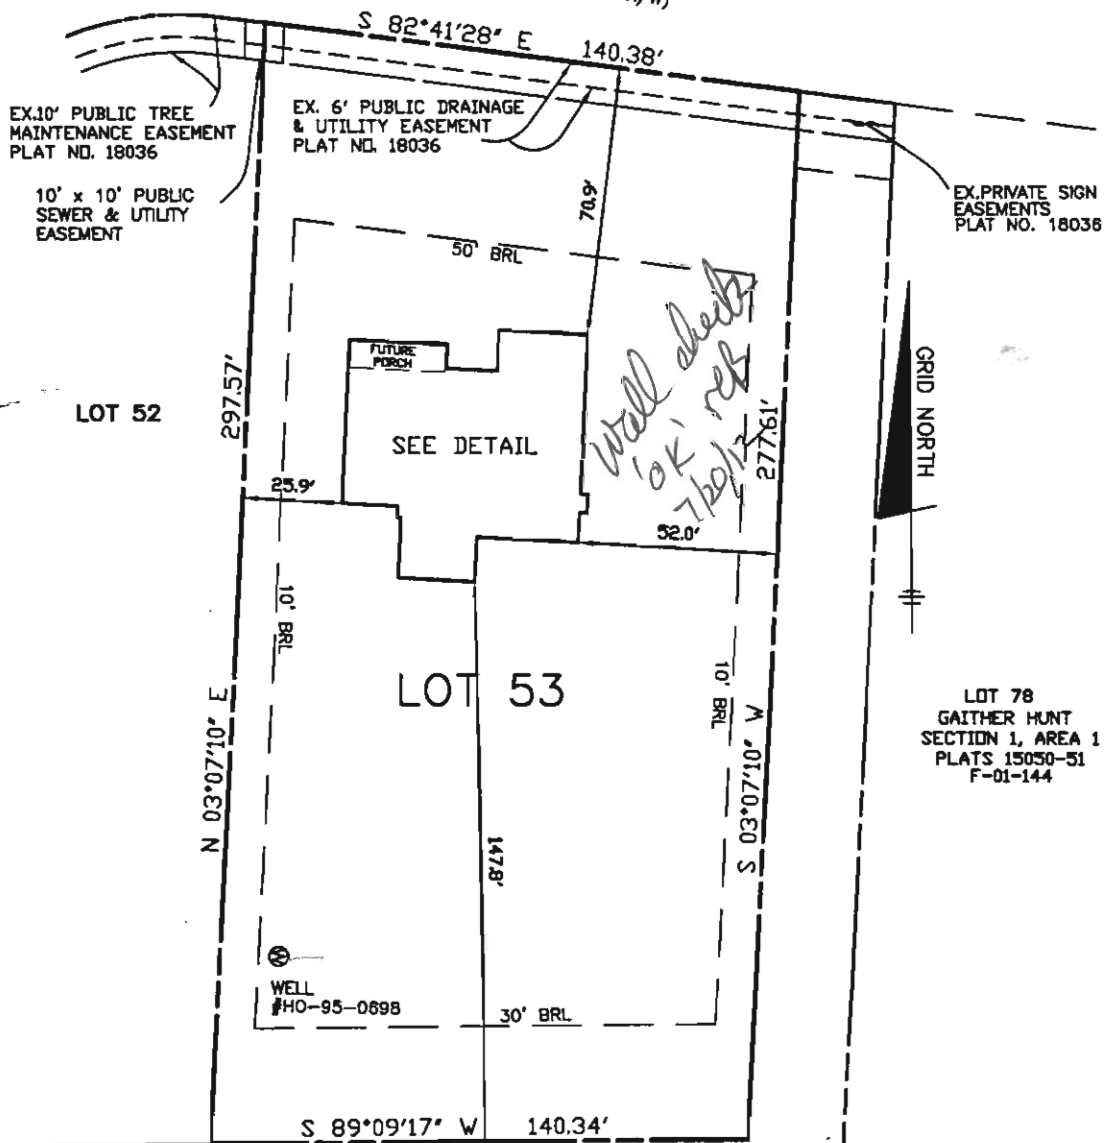 S 82°41'28" E 140.38'
EX.10' PUBLIC TREE
MAINTENANCE EASEMENT
PLAT NO. 18036
EX. 6' PUBLIC DRAINAGE
& UTILITY EASEMENT
PLAT NO. 18036
10' x 10' PUBLIC
SEWER & UTILITY
EASEMENT
EX.PRIVATE SIGN
EASEMENTS
PLAT NO. 18036
70.9'
50' BRL
Wall check
'OK'
FUTURE
PORCH
297.57'
LOT 52
SEE DETAIL
277.61'
GRID NORTH
25.9'
52.0'
10' BRL
LOT 53
10' BRL
N 03°07'10" E
S 03°07'10" W
LOT 78
GAITHER HUNT
SECTION 1, AREA 1
PLATS 15050-51
F-01-144
147.8'
W
WELL
#HO-95-0698
30' BRL
S 89°09'17" W 140.34'